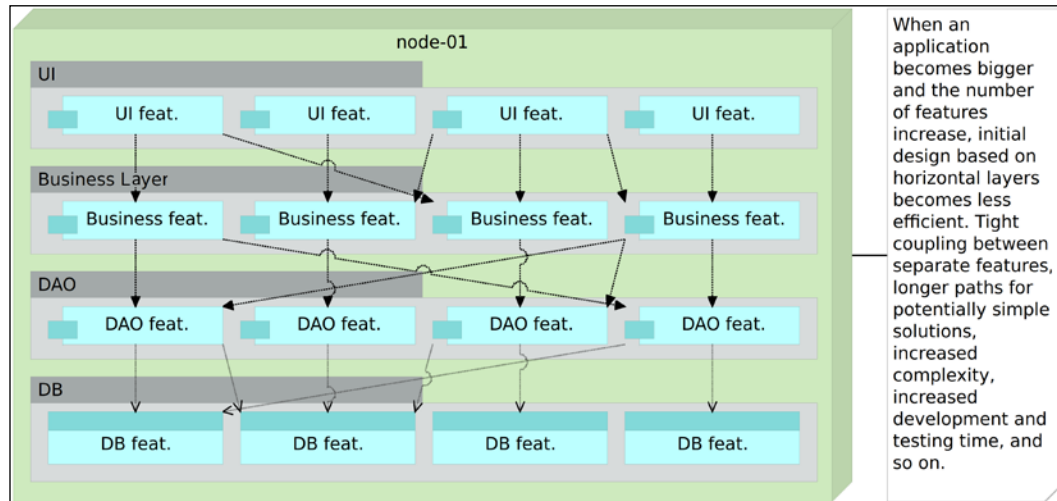 node-01
UI
UI feat.
UI feat.
UI feat.
UI feat.
Business Layer
Business feat.
Business feat.
Business feat.
Business feat.
DAO
DAO feat.
DAO feat.
DAO feat.
DAO feat.
DB
DB feat.
DB feat.
DB feat.
DB feat.
When an
application
becomes bigger
and the number
of features
increase, initial
design based on
horizontal layers
becomes less
efficient. Tight
coupling between
separate features,
longer paths for
potentially simple
solutions,
increased
complexity,
increased
development and
testing time, and
so on.